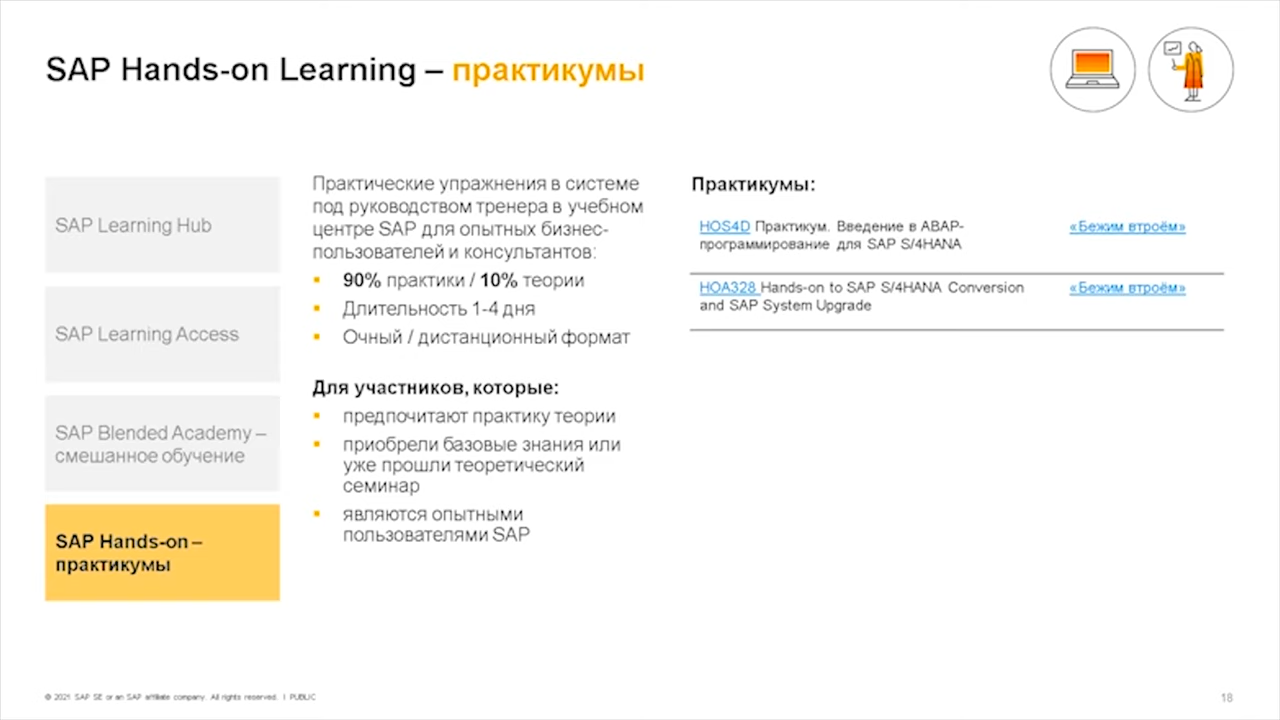 SAP Hands-on Learning – практикумы
SAP Learning Hub
SAP Learning Access
SAP Blended Academy –
смешанное обучение
SAP Hands-on –
практикумы
Практические упражнения в системе
под руководством тренера в учебном
центре SAP для опытных бизнес-
пользователей и консультантов:
▪ 90% практики / 10% теории
▪ Длительность 1-4 дня
▪ Очный / дистанционный формат
Для участников, которые:
▪ предпочитают практику теории
▪ приобрели базовые знания или
уже прошли теоретический
семинар
▪ являются опытными
пользователями SAP
Практикумы:
HOS4D Практикум. Введение в ABAP-
программирование для SAP S/4HANA
«Бежим втроём»
HOA328 Hands-on to SAP S/4HANA Conversion
and SAP System Upgrade
«Бежим втроём»
© 2021 SAP SE or an SAP affiliate company. All rights reserved. | PUBLIC
18